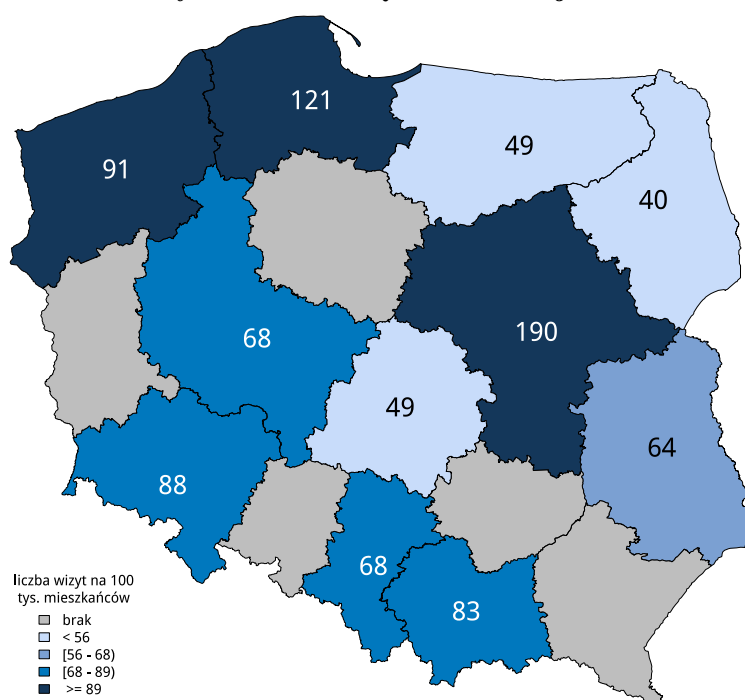 121
91
49
40
190
68
49
64
88
68
83
liczba wizyt na 100
tys. mieszkańców
brak
< 56
[56 - 68)
[68 - 89)
>= 89